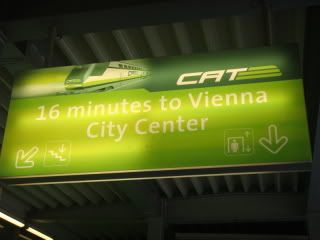 CAT
16 minutes to Vienna
City Center